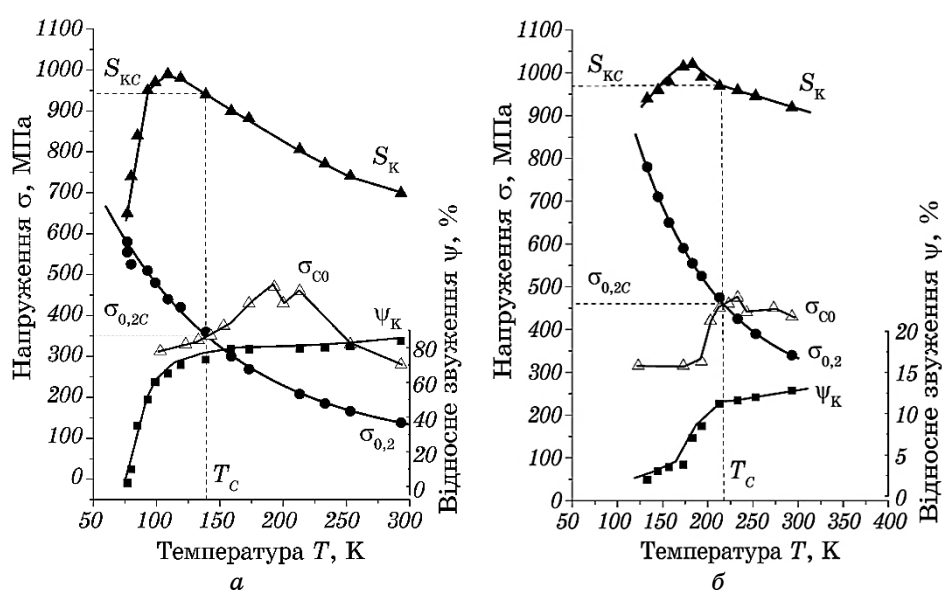 Напруження σ, МПа
1100
1000
900
800
700
600
500
400
300
200
100
0
S_КС
S_К
σ_0,2С
σ_С0
ψ_К
σ_0,2
T_С
80
60
40
20
0
Відносне звуження ψ, %
50 100 150 200 250 300
Температура T, К
а
Напруження σ, МПа
1100
1000
900
800
700
600
500
400
300
200
100
0
S_КС
S_К
σ_0,2С
σ_С0
σ_0,2
ψ_К
T_С
20
15
10
5
0
Відносне звуження ψ, %
50 100 150 200 250 300 350 400
Температура T, К
б